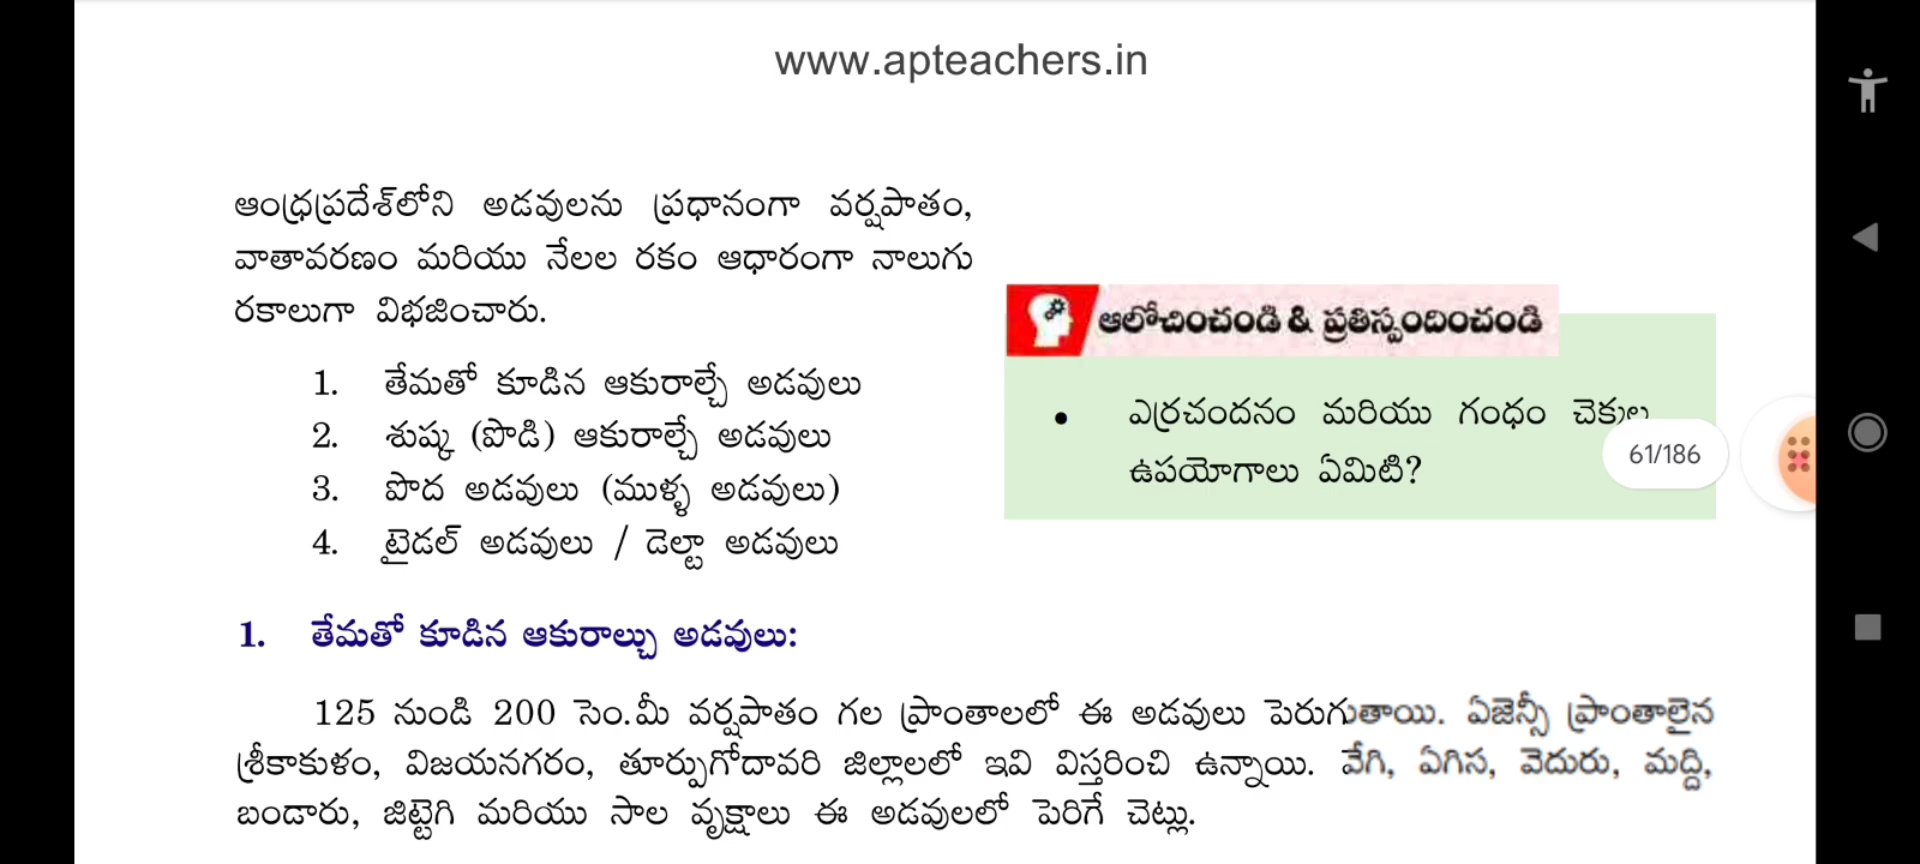 www.apteachers.in
ఆంధ్రప్రదేశ్‌లోని అడవులను ప్రధానంగా వర్షపాతం,
వాతావరణం మరియు నేలల రకం ఆధారంగా నాలుగు
రకాలుగా విభజించారు.
1. తేమతో కూడిన ఆకురాల్చే అడవులు
2. శుష్క (పొడి) ఆకురాల్చే అడవులు
3. పొద అడవులు (ముళ్ళ అడవులు)
4. టైడల్ అడవులు / డెల్టా అడవులు
ఆలోచించండి & ప్రతిస్పందించండి
• ఎర్రచందనం మరియు గంధం చెక్కల
ఉపయోగాలు ఏమిటి?
61/186
1. తేమతో కూడిన ఆకురాల్చు అడవులు:
125 నుండి 200 సెం.మీ వర్షపాతం గల ప్రాంతాలలో ఈ అడవులు పెరుగుతాయి. ఏజెన్సీ ప్రాంతాలైన
శ్రీకాకుళం, విజయనగరం, తూర్పుగోదావరి జిల్లాలలో ఇవి విస్తరించి ఉన్నాయి. వేగి, ఏగిస, వెదురు, మద్ది,
బండారు, జిట్టెగి మరియు సాల వృక్షాలు ఈ అడవులలో పెరిగే చెట్లు.